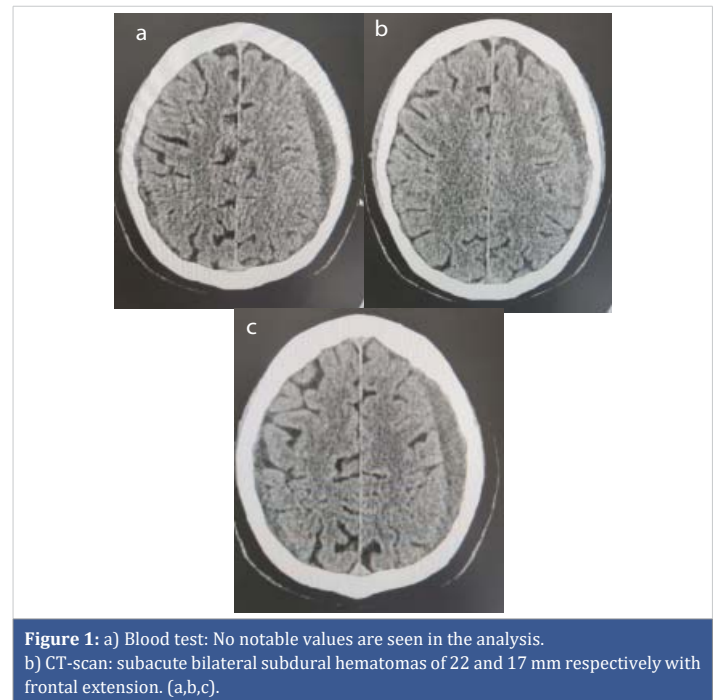 a
b
c
Figure 1: a) Blood test: No notable values are seen in the analysis.
b) CT-scan: subacute bilateral subdural hematomas of 22 and 17 mm respectively with
frontal extension. (a,b,c).